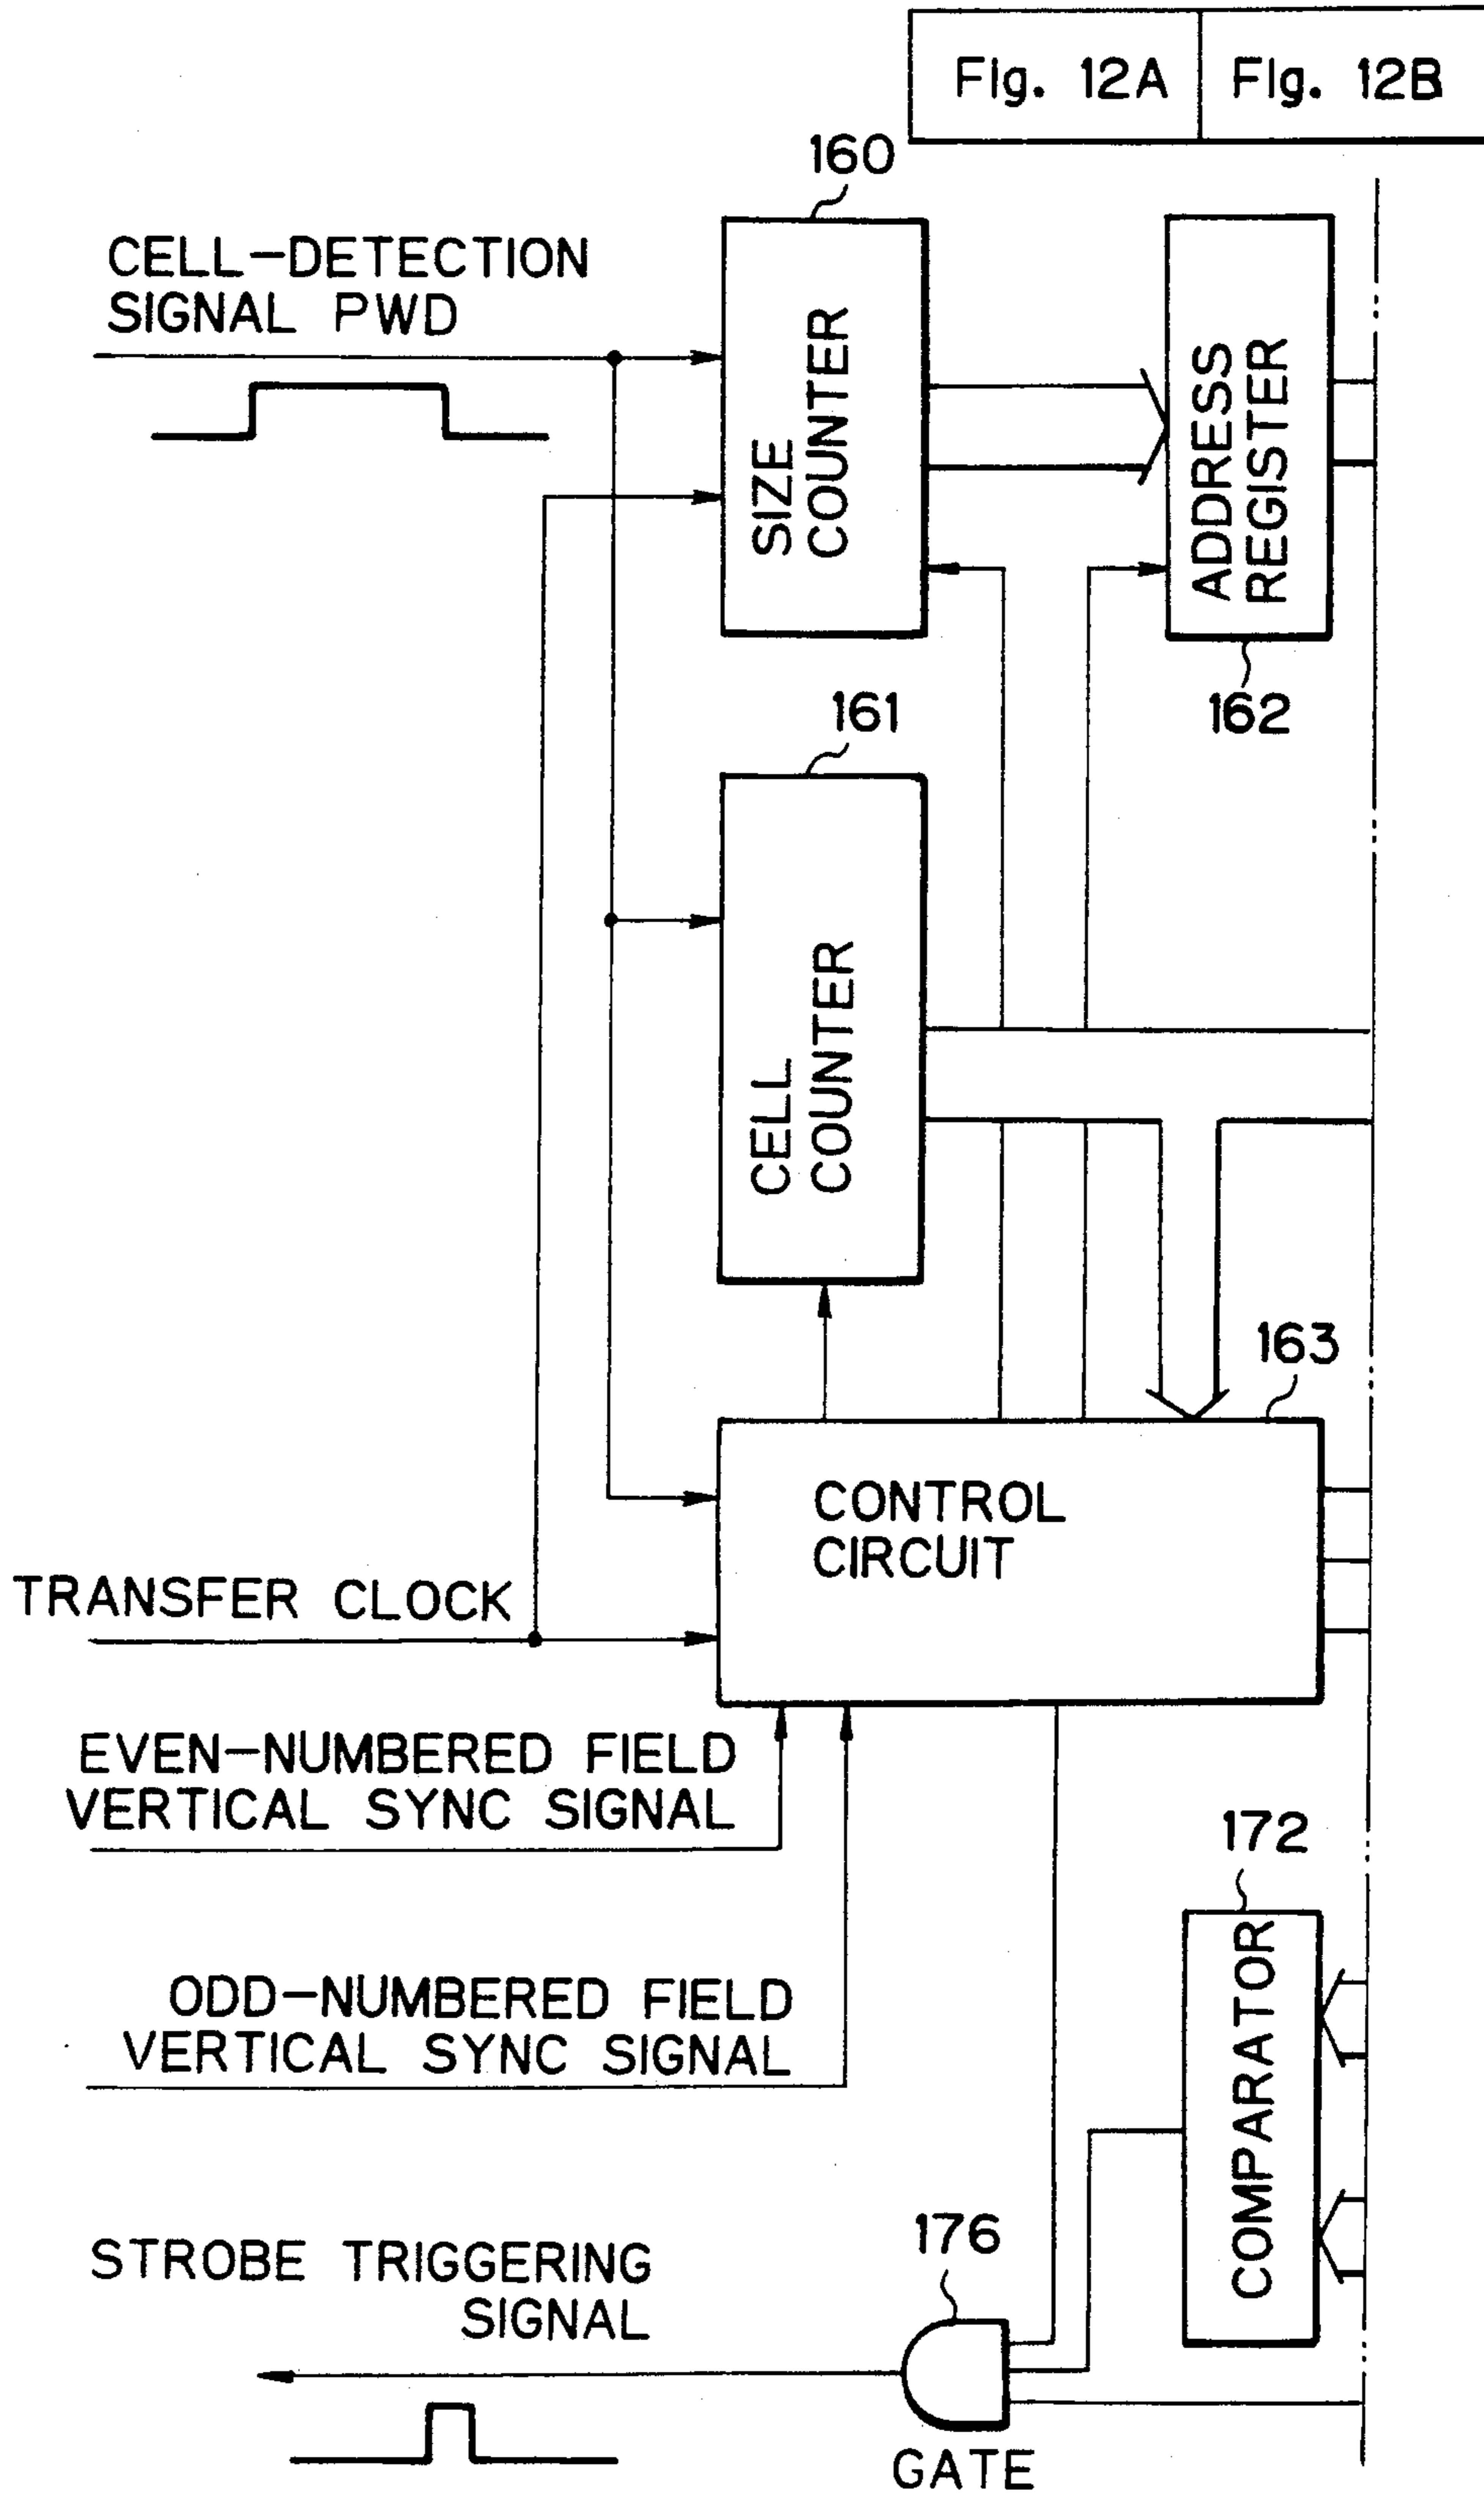 Fig. 12A Fig. 12B
160
CELL-DETECTION
SIGNAL PWD
SIZE
COUNTER
ADDRESS
REGISTER
162
161
CELL
COUNTER
163
CONTROL
CIRCUIT
TRANSFER CLOCK
EVEN-NUMBERED FIELD
VERTICAL SYNC SIGNAL
172
COMPARATOR
ODD-NUMBERED FIELD
VERTICAL SYNC SIGNAL
176
STROBE TRIGGERING
SIGNAL
GATE